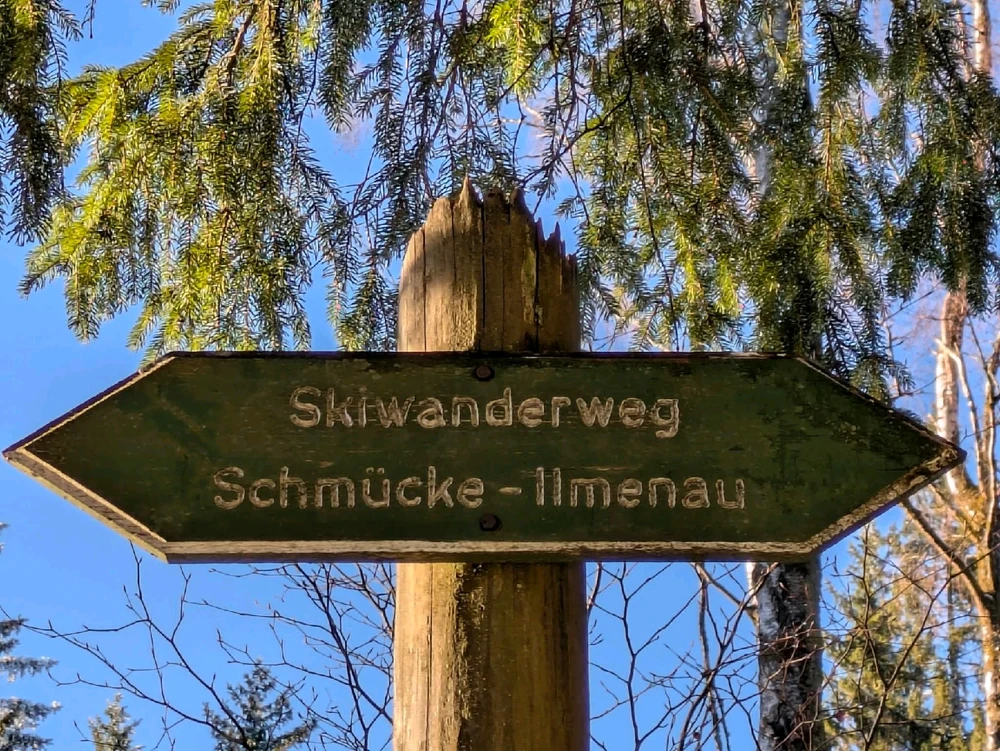 Skiwanderweg
Schmücke - Ilmenau